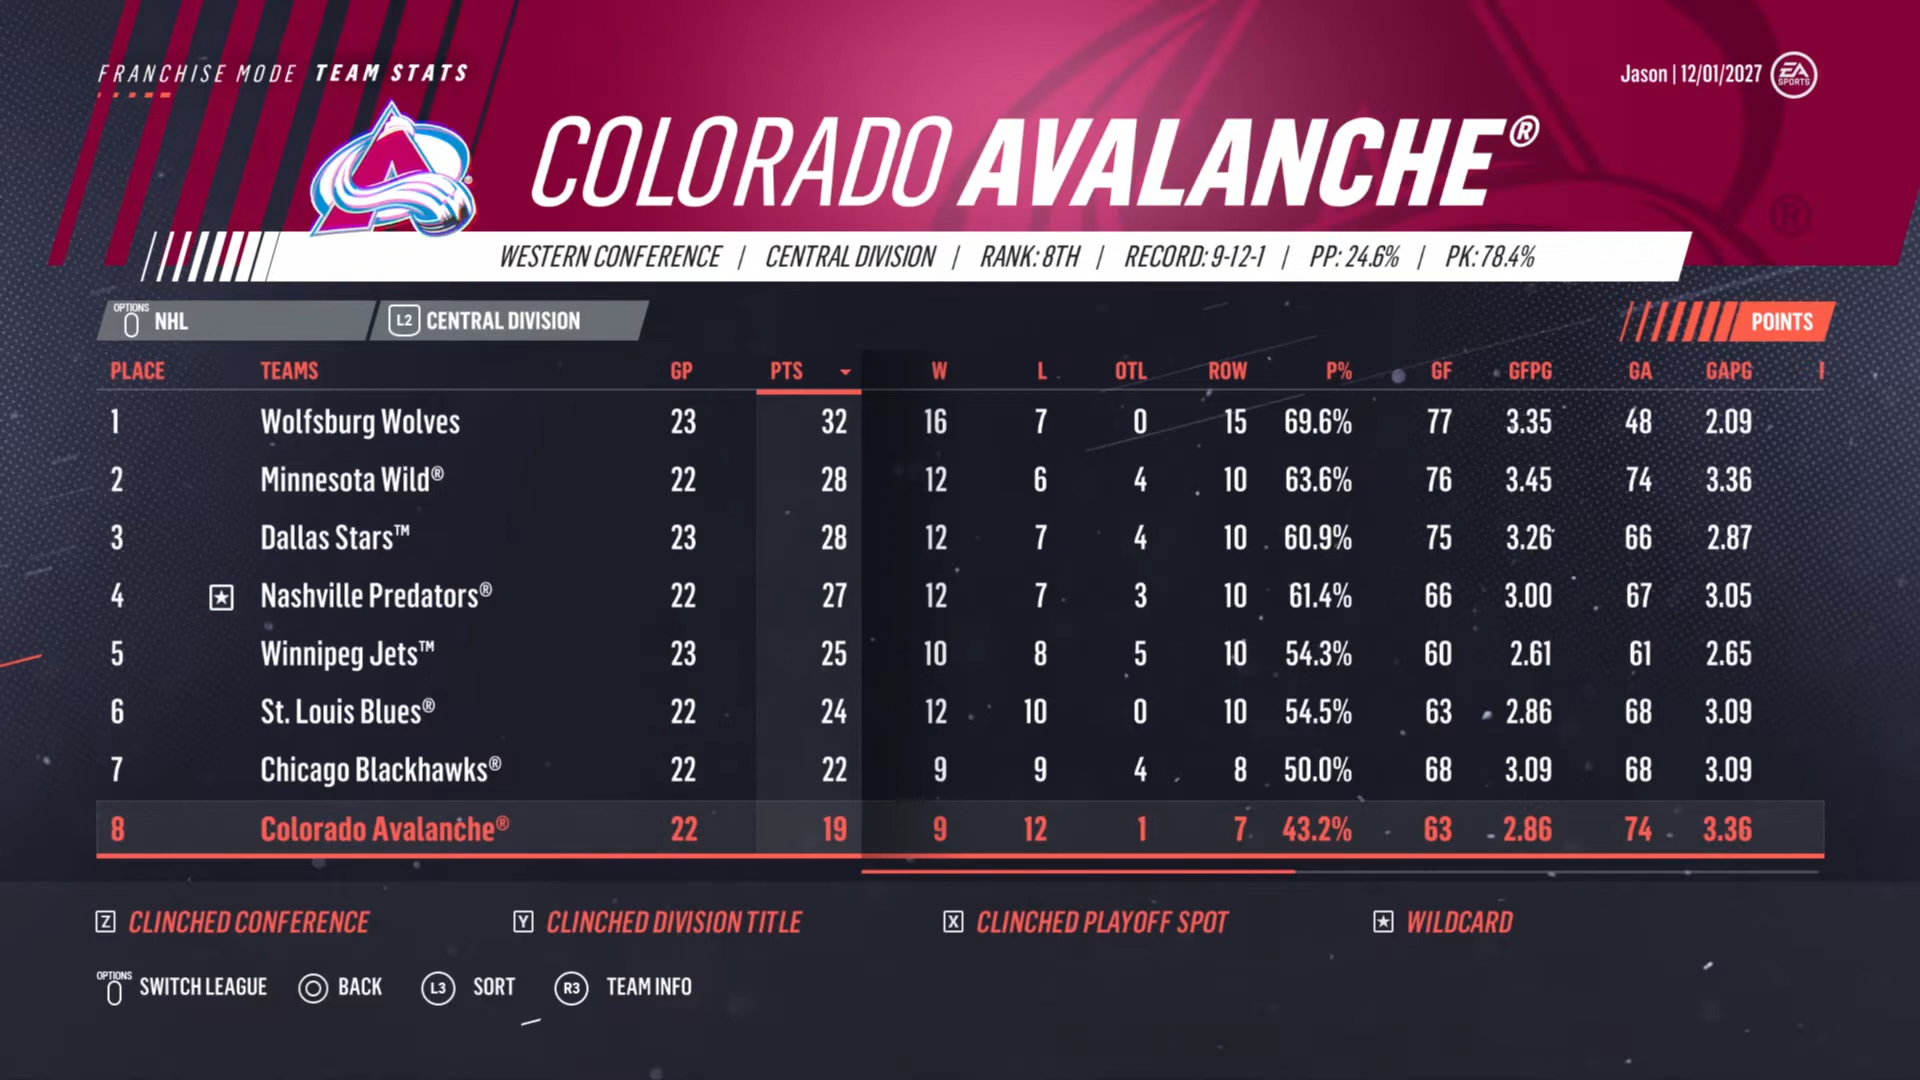 FRANCHISE MODE TEAM STATS
Jason | 12/01/2027
EA SPORTS
COLORADO AVALANCHE®
WESTERN CONFERENCE / CENTRAL DIVISION / RANK: 8TH / RECORD: 9-12-1 / PP: 24.6% / PK: 78.4%
OPTIONS NHL L2 CENTRAL DIVISION POINTS
PLACE TEAMS GP PTS W L OTL ROW P% GF GFPG GA GAPG
1 Wolfsburg Wolves 23 32 16 7 0 15 69.6% 77 3.35 48 2.09
2 Minnesota Wild® 22 28 12 6 4 10 63.6% 76 3.45 74 3.36
3 Dallas Stars™ 23 28 12 7 4 10 60.9% 75 3.26 66 2.87
4 Nashville Predators® 22 27 12 7 3 10 61.4% 66 3.00 67 3.05
5 Winnipeg Jets™ 23 25 10 8 5 10 54.3% 60 2.61 61 2.65
6 St. Louis Blues® 22 24 12 10 0 10 54.5% 63 2.86 68 3.09
7 Chicago Blackhawks® 22 22 9 9 4 8 50.0% 68 3.09 68 3.09
8 Colorado Avalanche® 22 19 9 12 1 7 43.2% 63 2.86 74 3.36
Z CLINCHED CONFERENCE Y CLINCHED DIVISION TITLE X CLINCHED PLAYOFF SPOT ★ WILDCARD
OPTIONS SWITCH LEAGUE BACK L3 SORT R3 TEAM INFO